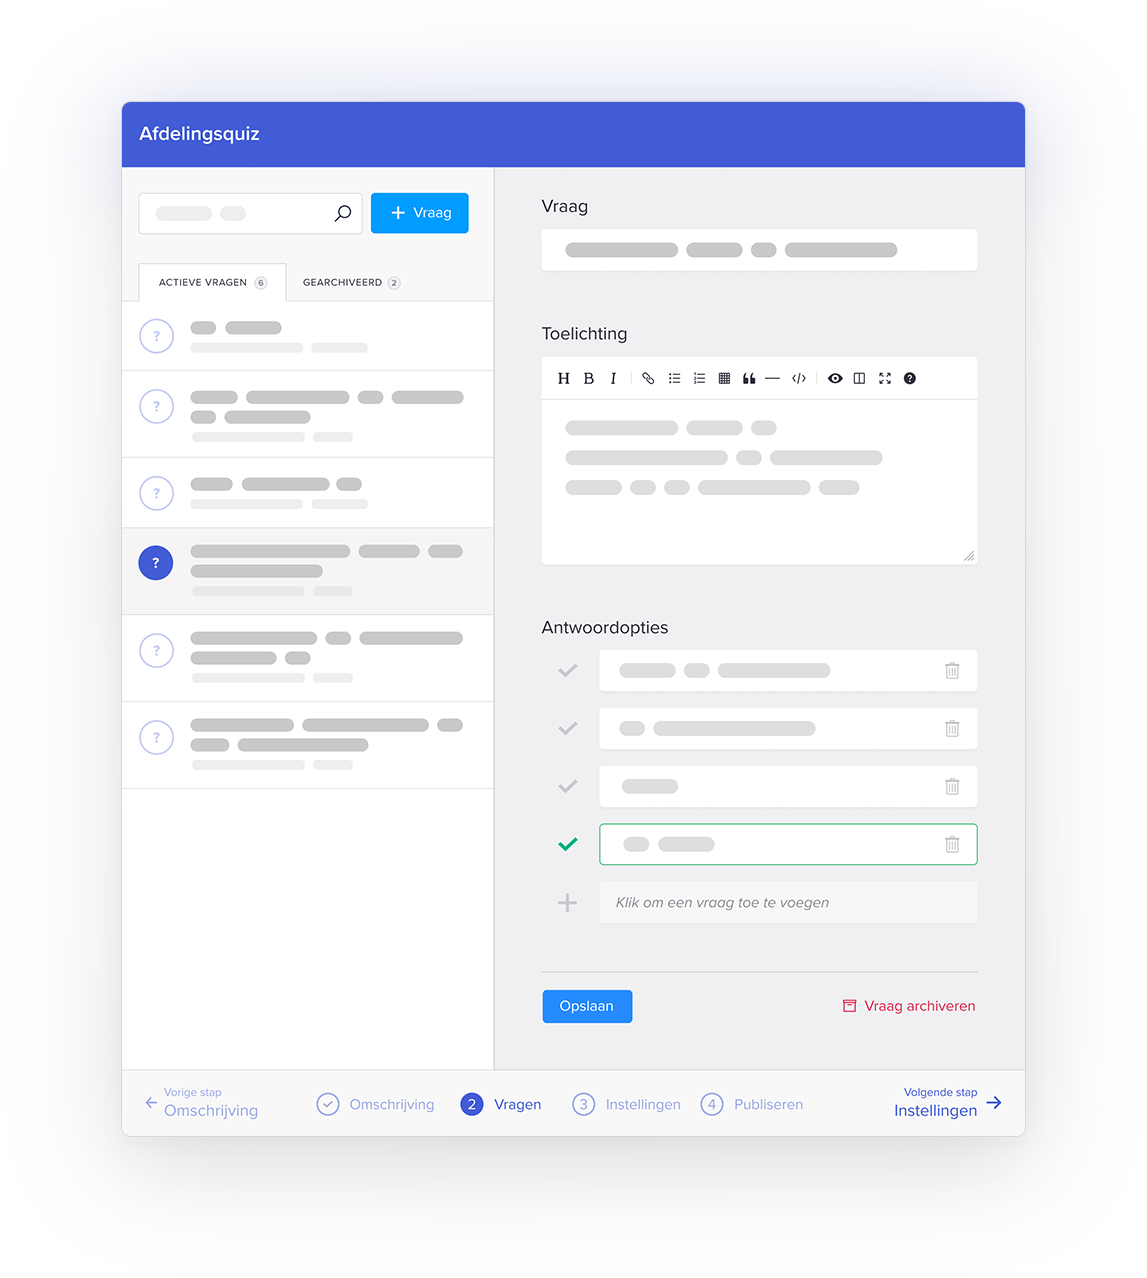 Afdelingsquiz
+ Vraag
ACTIEVE VRAGEN 6
GEARCHIVEERD 2
?
?
?
?
?
?
Vraag
Toelichting
H B I
Antwoordopties
Klik om een vraag toe te voegen
Opslaan
Vraag archiveren
Vorige stap
Omschrijving
Omschrijving
2 Vragen
3 Instellingen
4 Publiseren
Volgende stap
Instellingen